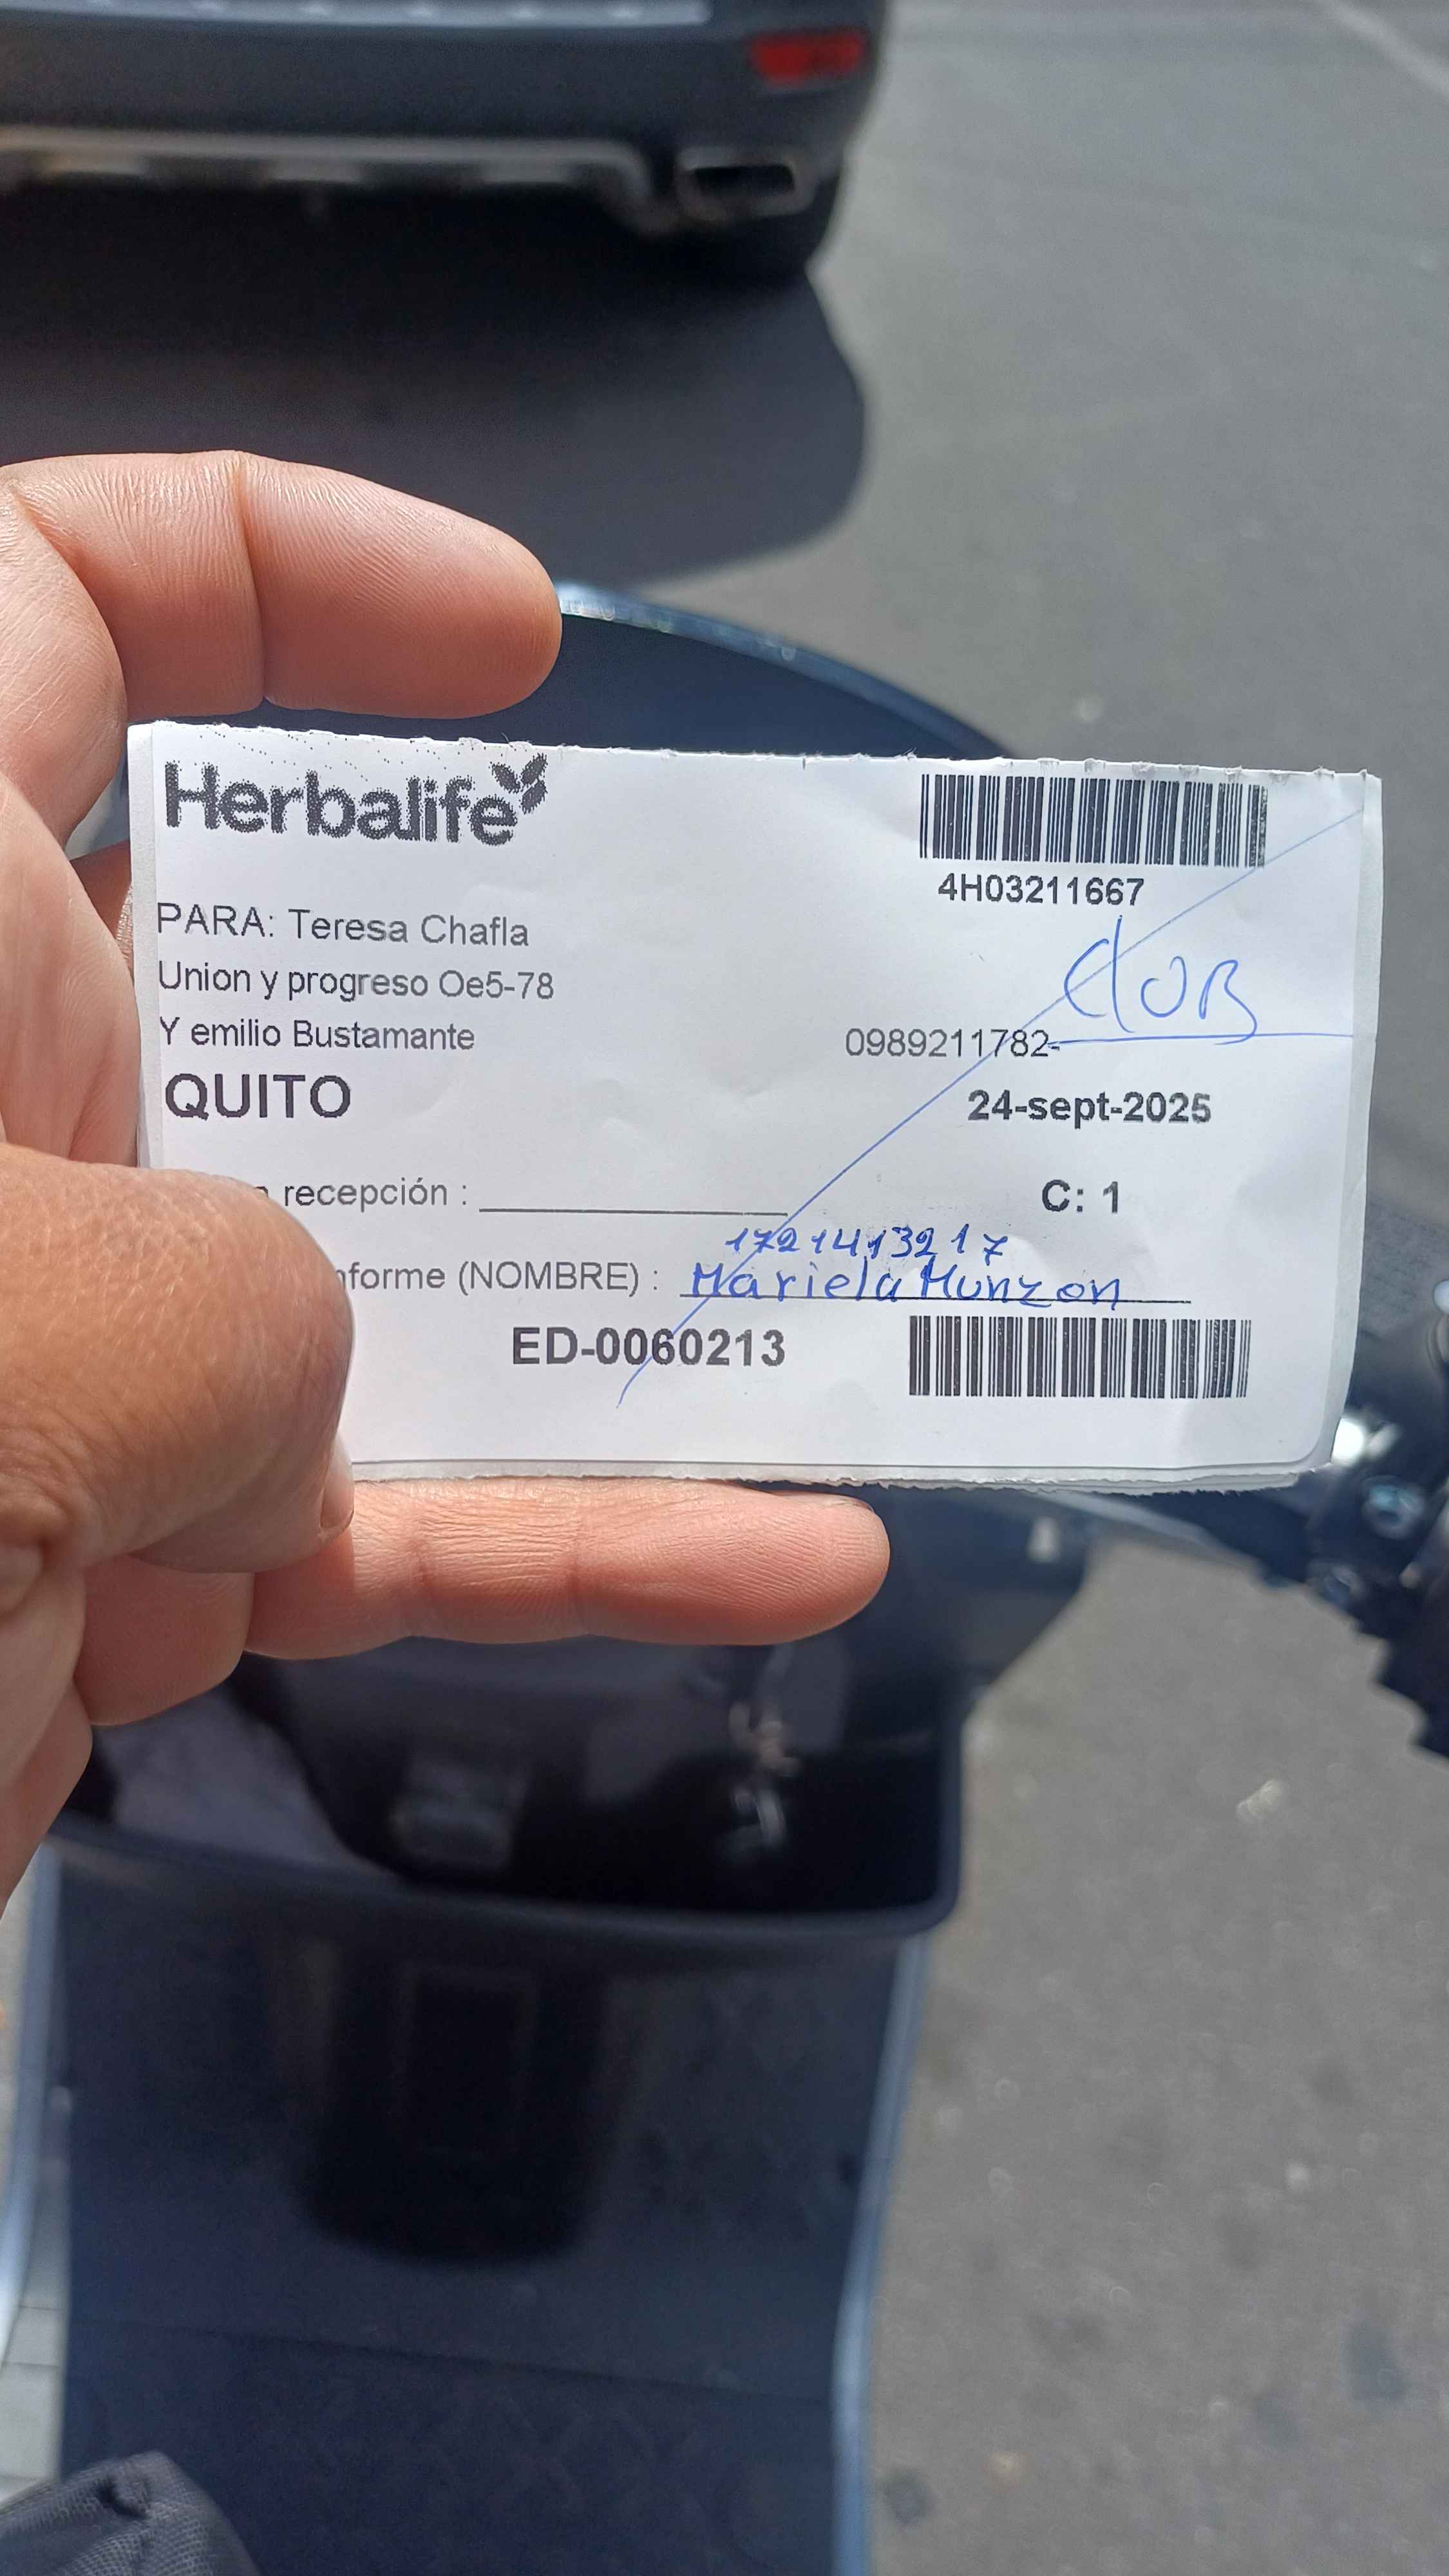 Herbalife
4H03211667
PARA: Teresa Chafla
Union y progreso Oe5-78
Y emilio Bustamante
0989211782-
QUITO
24-sept-2025
recepción :
C: 1
1721413217
nforme (NOMBRE) : Mariela Munzon
ED-0060213